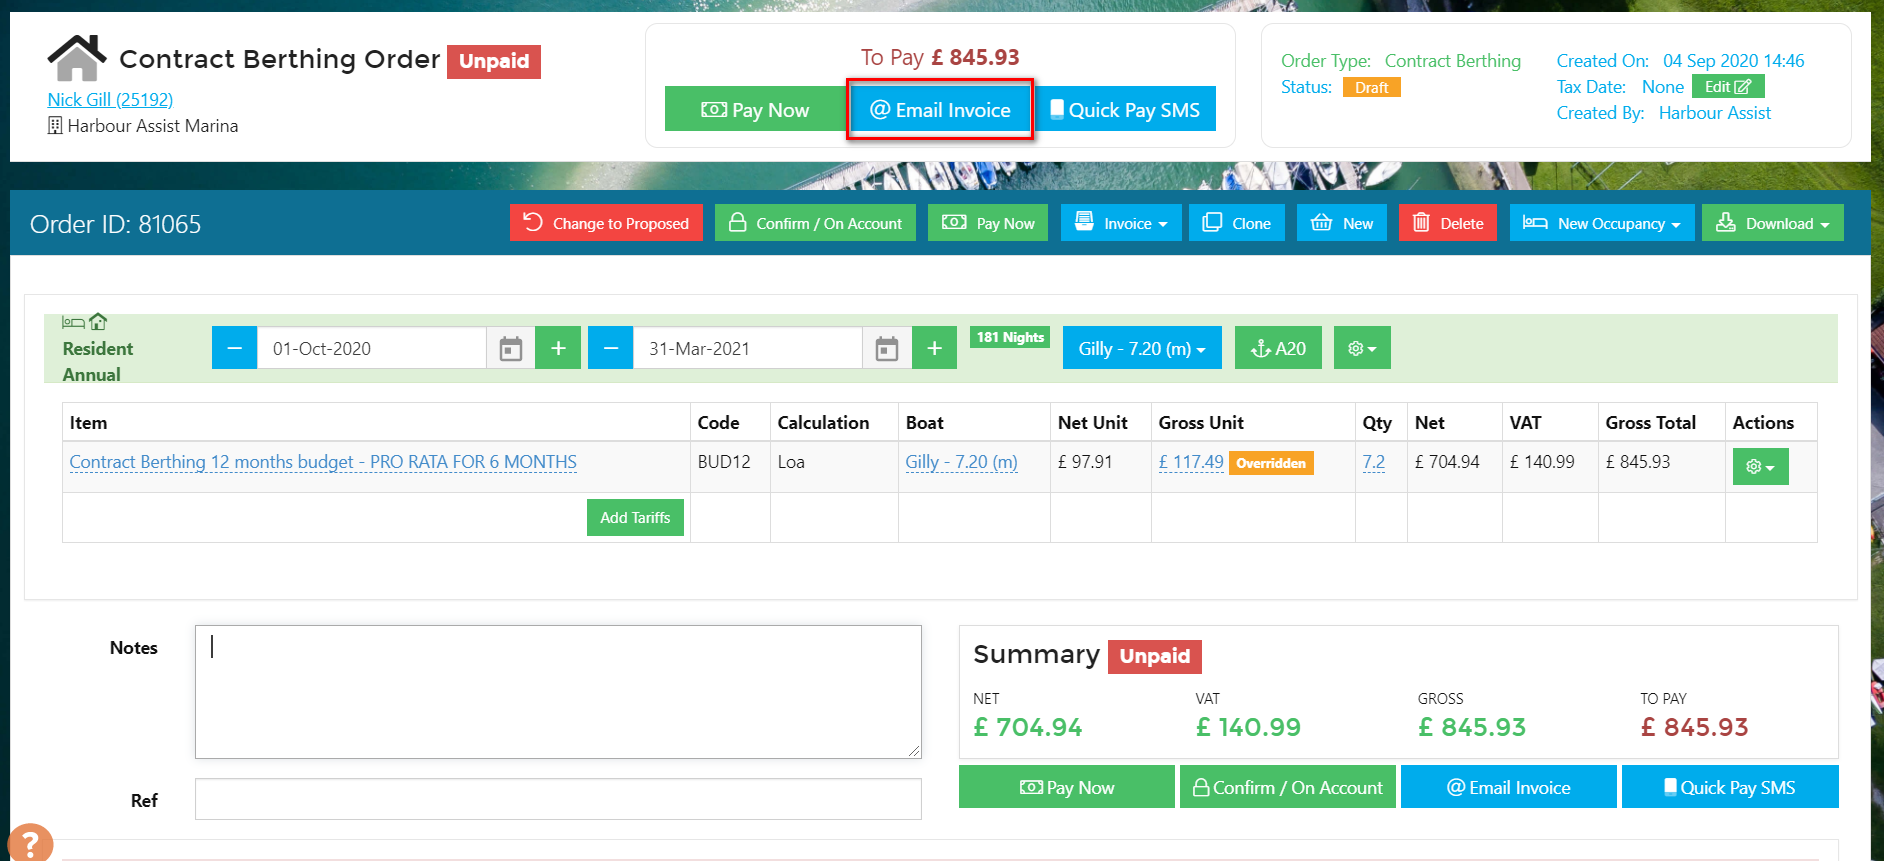 Contract Berthing Order Unpaid
Nick Gill (25192)
Harbour Assist Marina
To Pay £ 845.93
Pay Now
@ Email Invoice
Quick Pay SMS
Order Type: Contract Berthing
Status: Draft
Created On: 04 Sep 2020 14:46
Tax Date: None Edit
Created By: Harbour Assist
Order ID: 81065
Change to Proposed
Confirm / On Account
Pay Now
Invoice
Clone
New
Delete
New Occupancy
Download
Resident
Annual
01-Oct-2020
31-Mar-2021
181 Nights
Gilly - 7.20 (m)
A20
Item Code Calculation Boat Net Unit Gross Unit Qty Net VAT Gross Total Actions
Contract Berthing 12 months budget - PRO RATA FOR 6 MONTHS BUD12 Loa Gilly - 7.20 (m) £ 97.91 £ 117.49 Overridden 7.2 £ 704.94 £ 140.99 £ 845.93
Add Tariffs
Notes
Ref
Summary Unpaid
NET VAT GROSS TO PAY
£ 704.94 £ 140.99 £ 845.93 £ 845.93
Pay Now
Confirm / On Account
@ Email Invoice
Quick Pay SMS
?